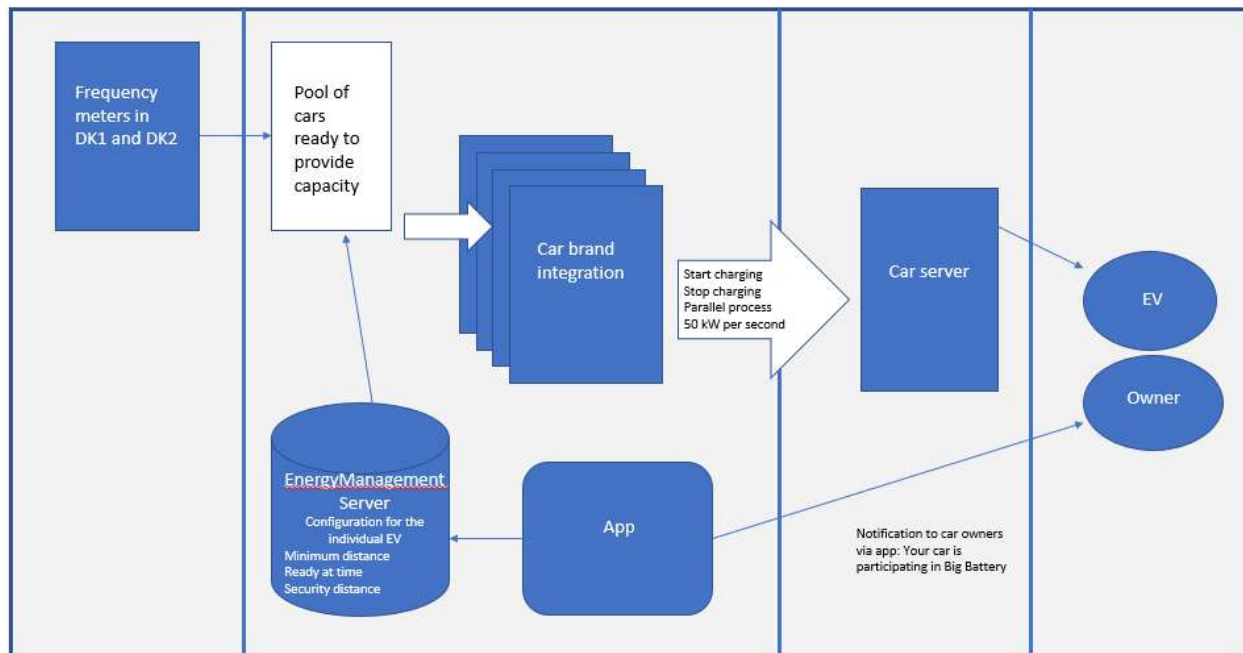 Frequency
meters in
DK1 and DK2
Pool of
cars
ready to
provide
capacity
Car brand
integration
Start charging
Stop charging
Parallel process
50 kW per second
Car server
EV
Owner
EnergyManagement
Server
Configuration for the
individual EV
Minimum distance
Ready at time
Security distance
App
Notification to car owners
via app: Your car is
participating in Big Battery